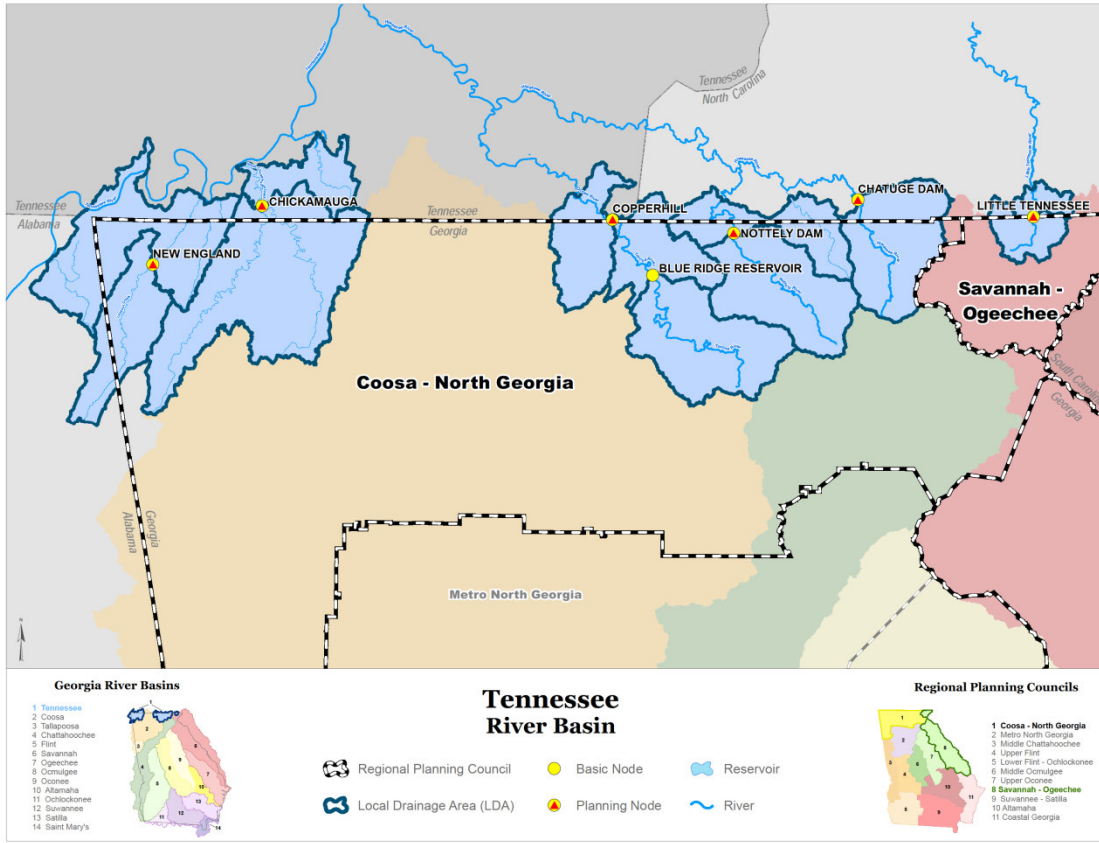 Tennessee
North Carolina
CHICKAMAUGA
CHATUGE DAM
COPPERHILL
LITTLE TENNESSEE
Tennessee
Alabama
Tennessee
Georgia
NOTTELY DAM
NEW ENGLAND
BLUE RIDGE RESERVOIR
Savannah -
Ogeechee
Coosa - North Georgia
South Carolina
Georgia
Georgia
Alabama
Metro North Georgia
N
Georgia River Basins
1 Tennessee
2 Coosa
3 Tallapoosa
4 Chattahoochee
5 Flint
6 Savannah
7 Ogeechee
8 Ocmulgee
9 Oconee
10 Altamaha
11 Ochlockonee
12 Suwannee
13 Satilla
14 Saint Mary's
Tennessee
River Basin
Regional Planning Council
Basic Node
Reservoir
Local Drainage Area (LDA)
Planning Node
River
Regional Planning Councils
1 Coosa - North Georgia
2 Metro North Georgia
3 Middle Chattahoochee
4 Upper Flint
5 Lower Flint - Ochlockonee
6 Middle Ocmulgee
7 Upper Oconee
8 Savannah - Ogeechee
9 Suwannee - Satilla
10 Altamaha
11 Coastal Georgia